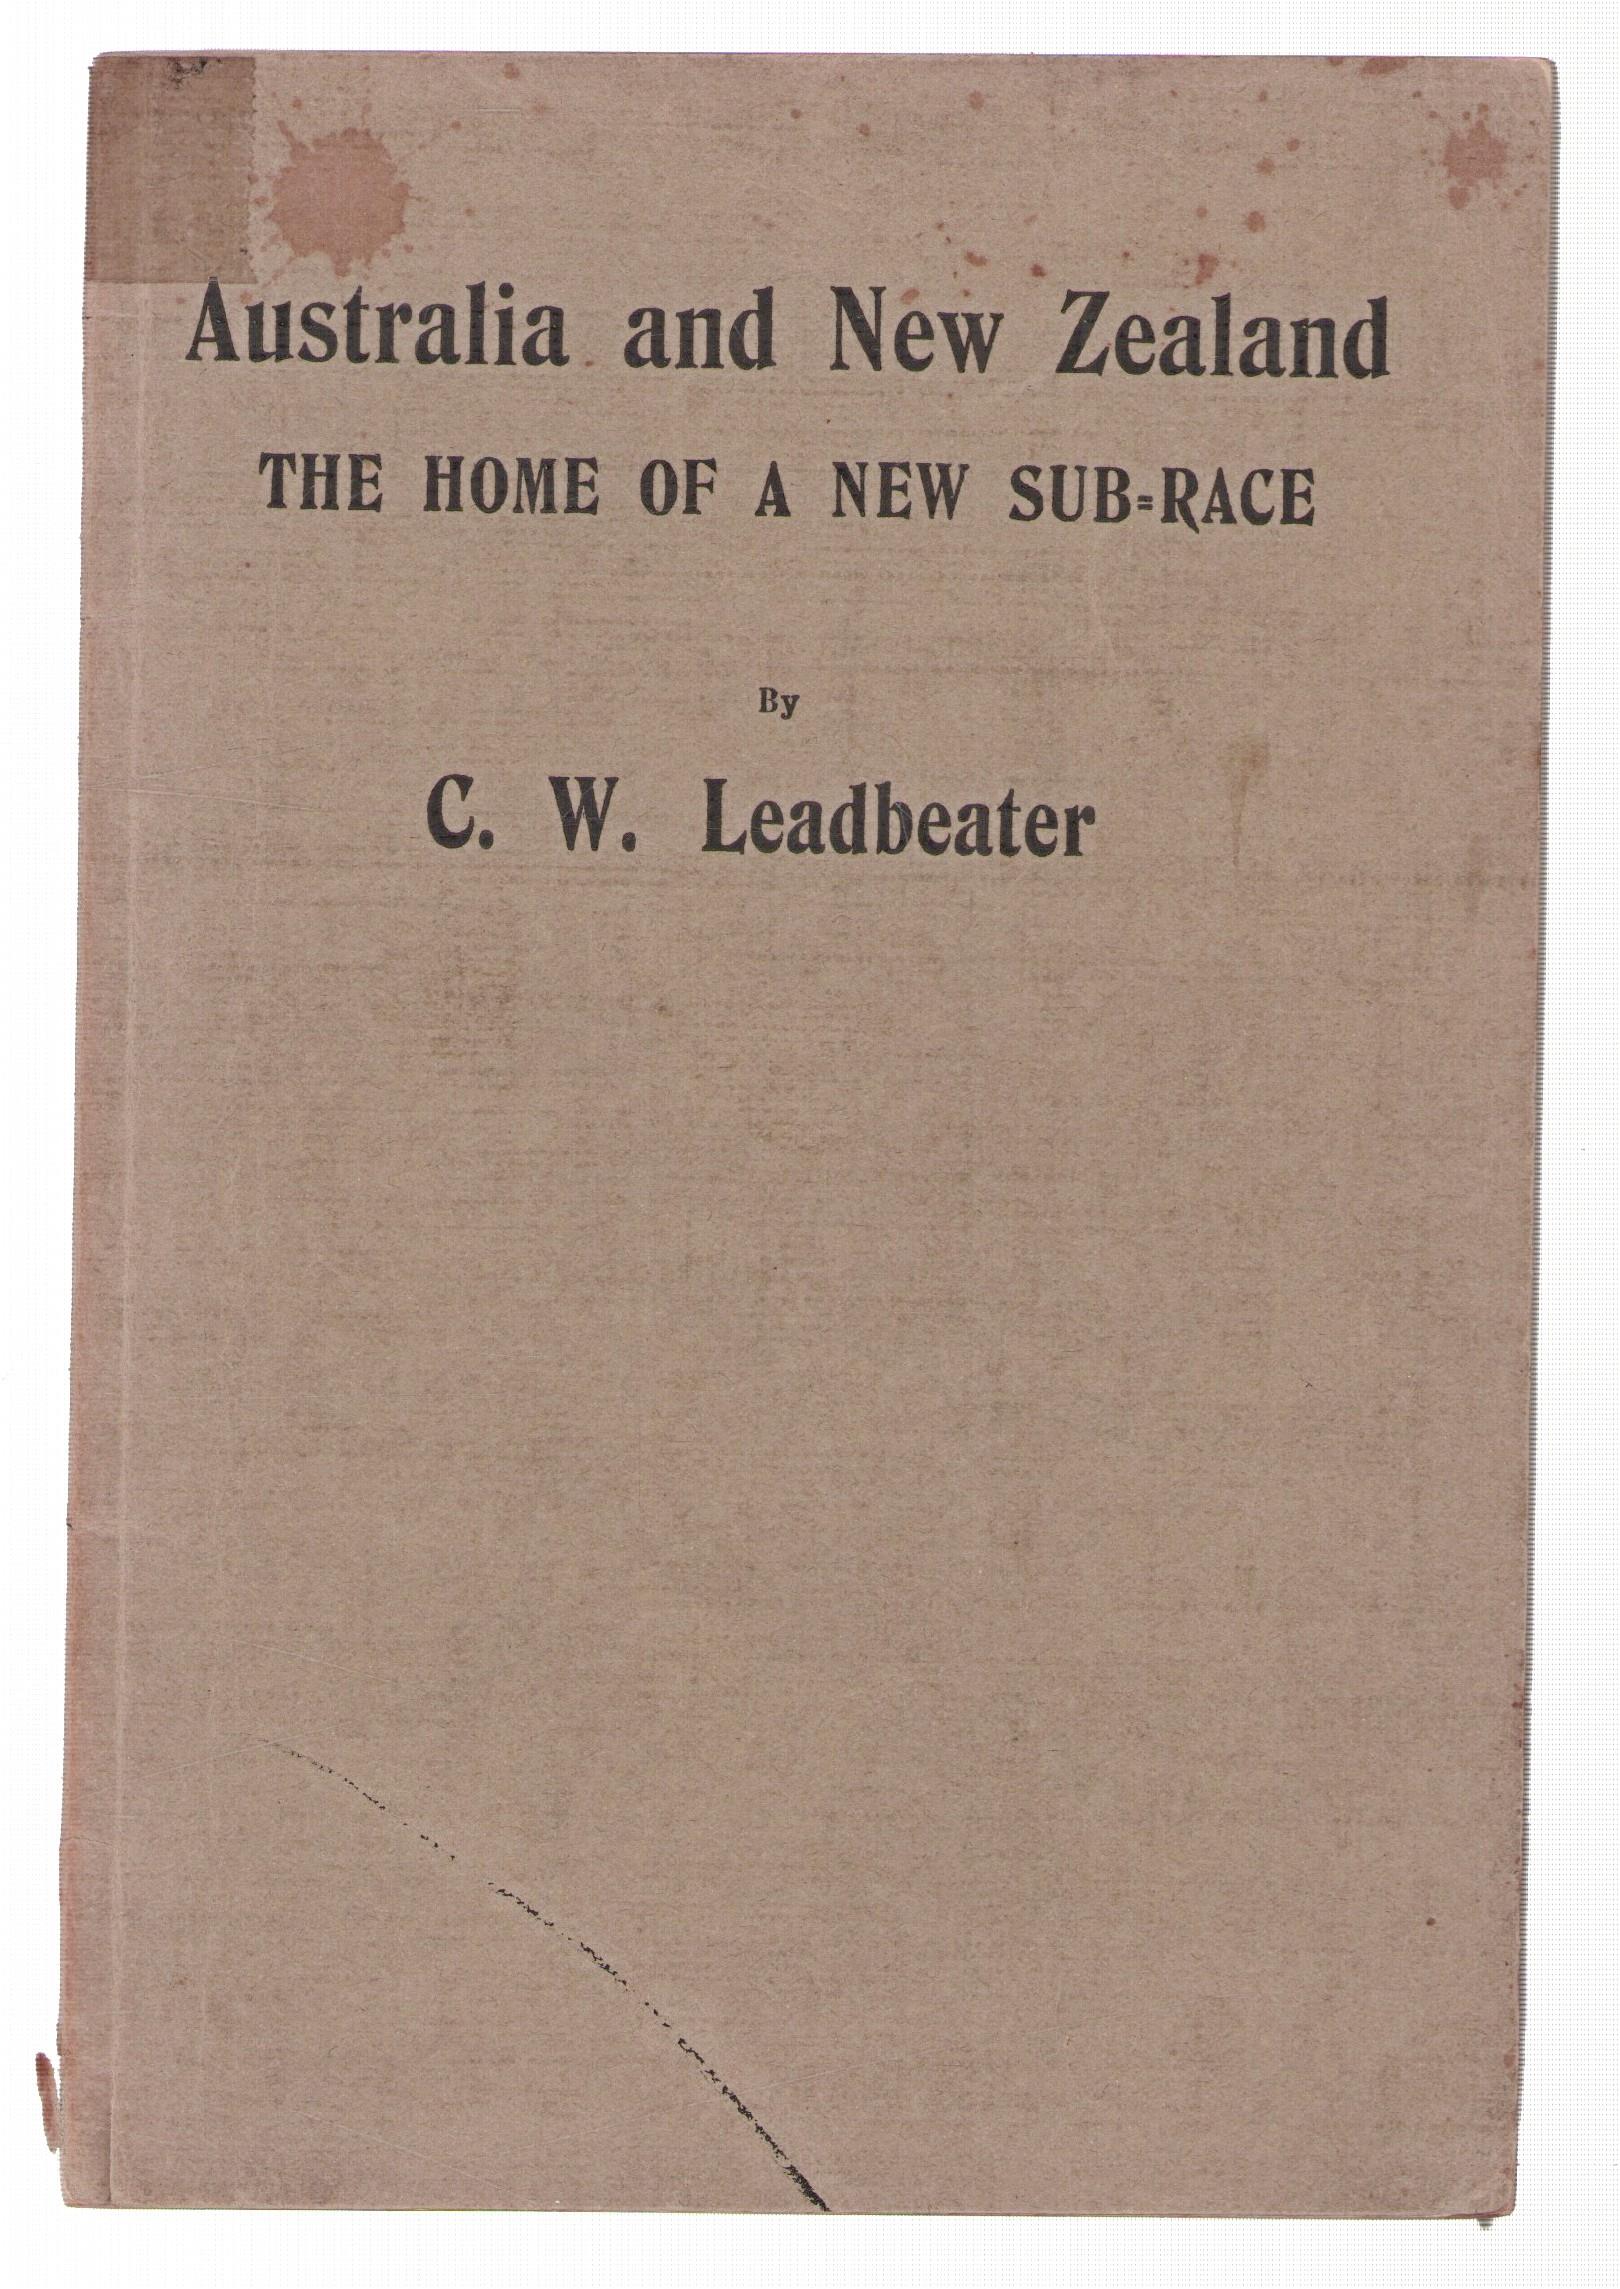 Australia and New Zealand
THE HOME OF A NEW SUB=RACE
By
C. W. Leadbeater